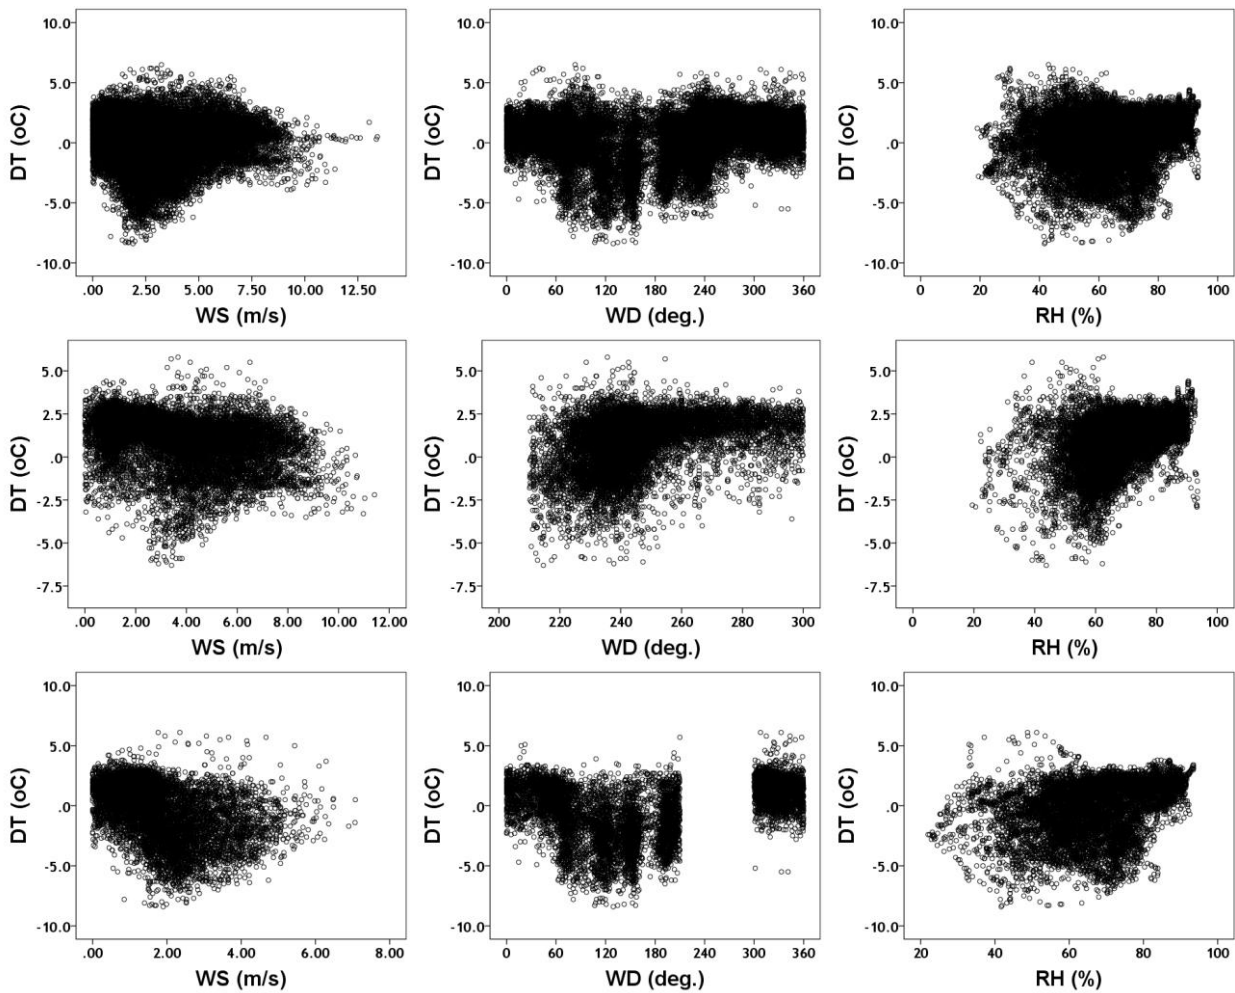 10.0
5.0
.0
-5.0
-10.0
DT (oC)
.00 2.50 5.00 7.50 10.00 12.50
WS (m/s)
10.0
5.0
.0
-5.0
-10.0
DT (oC)
0 60 120 180 240 300 360
WD (deg.)
10.0
5.0
.0
-5.0
-10.0
DT (oC)
0 20 40 60 80 100
RH (%)
5.0
2.5
.0
-2.5
-5.0
-7.5
DT (oC)
.00 2.00 4.00 6.00 8.00 10.00 12.00
WS (m/s)
5.0
2.5
.0
-2.5
-5.0
-7.5
DT (oC)
200 220 240 260 280 300
WD (deg.)
5.0
2.5
.0
-2.5
-5.0
-7.5
DT (oC)
0 20 40 60 80 100
RH (%)
10.0
5.0
.0
-5.0
-10.0
DT (oC)
.00 2.00 4.00 6.00 8.00
WS (m/s)
10.0
5.0
.0
-5.0
-10.0
DT (oC)
0 60 120 180 240 300 360
WD (deg.)
10.0
5.0
.0
-5.0
-10.0
DT (oC)
20 40 60 80 100
RH (%)